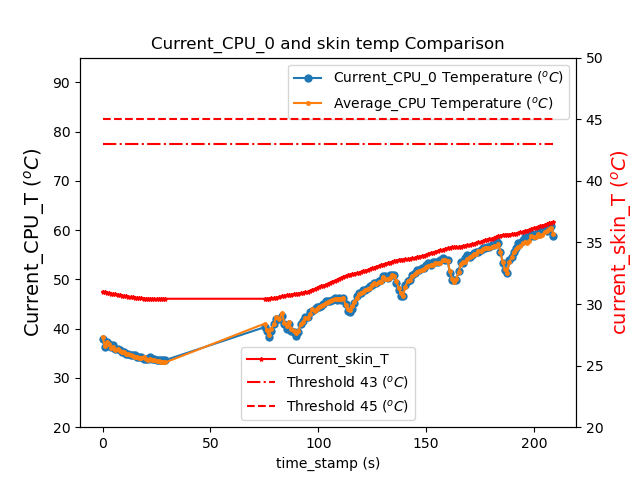 Current_CPU_0 and skin temp Comparison
Current_CPU_0 Temperature (°C)
Average_CPU Temperature (°C)
Current_CPU_T (°C)
90
80
70
60
50
40
30
20
50
45
40
35
30
25
20
current_skin_T (°C)
Current_skin_T
Threshold 43 (°C)
Threshold 45 (°C)
0 50 100 150 200
time_stamp (s)